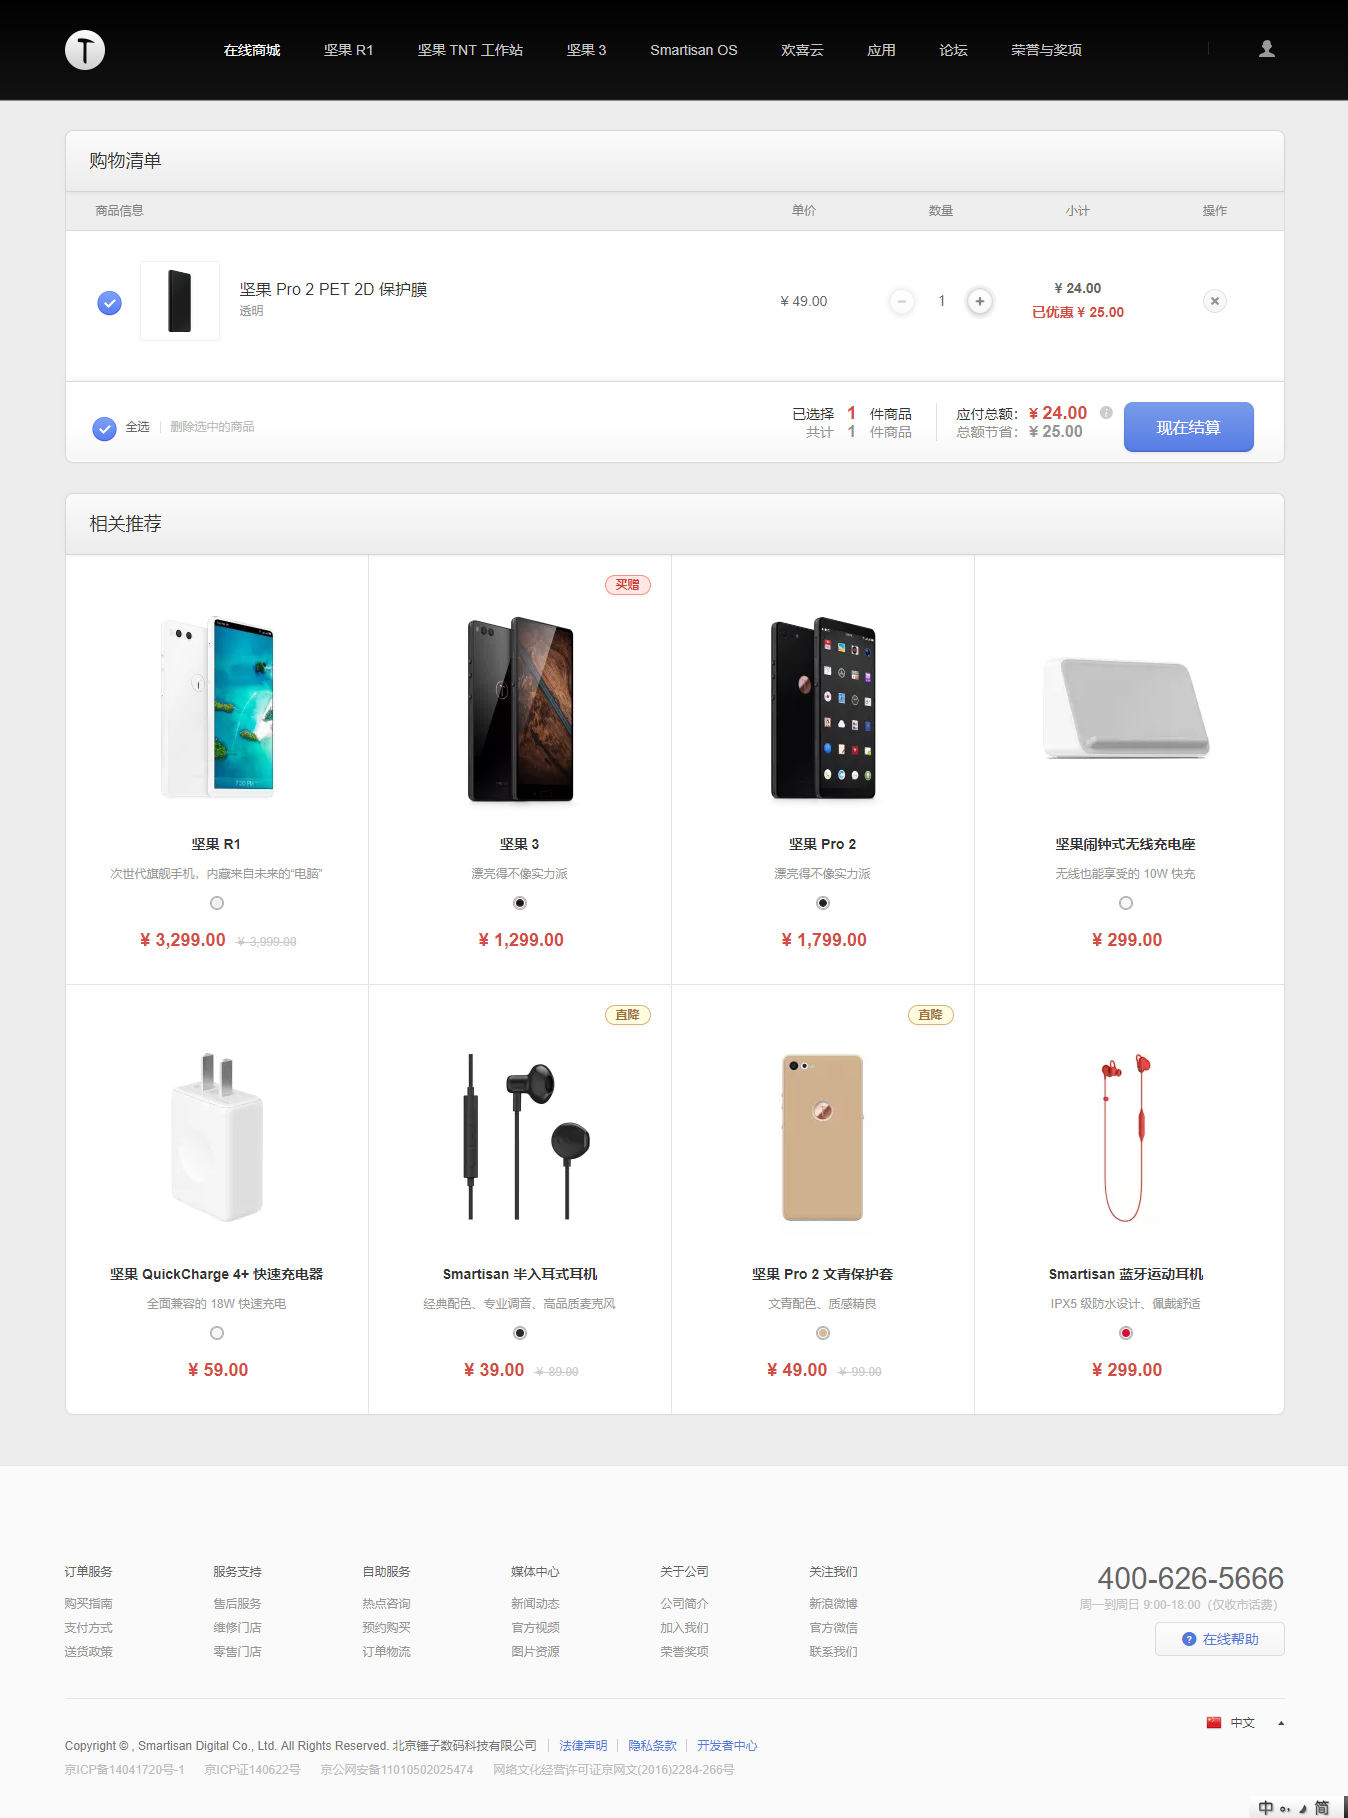 在线商城 坚果 R1 坚果 TNT 工作站 坚果 3 Smartisan OS 欢喜云 应用 论坛 荣誉与奖项
购物清单
商品信息 单价 数量 小计 操作
坚果 Pro 2 PET 2D 保护膜
透明
¥ 49.00 1 ¥ 24.00
已优惠 ¥ 25.00
全选 删除选中的商品
已选择 1 件商品 应付总额: ¥ 24.00
共计 1 件商品 总额节省: ¥ 25.00
现在结算
相关推荐
坚果 R1
次世代旗舰手机,内藏来自未来的“电脑”
¥ 3,299.00 ¥ 3,999.00
买赠
坚果 3
漂亮得不像实力派
¥ 1,299.00
坚果 Pro 2
漂亮得不像实力派
¥ 1,799.00
坚果闹钟式无线充电座
无线也能享受的 10W 快充
¥ 299.00
坚果 QuickCharge 4+ 快速充电器
全面兼容的 18W 快速充电
¥ 59.00
直降
Smartisan 半入耳式耳机
经典配色、专业调音、高品质麦克风
¥ 39.00 ¥ 89.00
直降
坚果 Pro 2 文青保护套
文青配色、质感精良
¥ 49.00 ¥ 99.00
Smartisan 蓝牙运动耳机
IPX5 级防水设计、佩戴舒适
¥ 299.00
订单服务 服务支持 自助服务 媒体中心 关于公司 关注我们
购买指南 售后服务 热点咨询 新闻动态 公司简介 新浪微博
支付方式 维修门店 预约购买 官方视频 加入我们 官方微信
送货政策 零售门店 订单物流 图片资源 荣誉奖项 联系我们
400-626-5666
周一到周日 9:00-18:00 (仅收市话费)
在线帮助
中文
Copyright © , Smartisan Digital Co., Ltd. All Rights Reserved. 北京锤子数码科技有限公司 法律声明 隐私条款 开发者中心
京ICP备14041720号-1 京ICP证140622号 京公网安备11010502025474 网络文化经营许可证京网文(2016)2284-266号
中 简